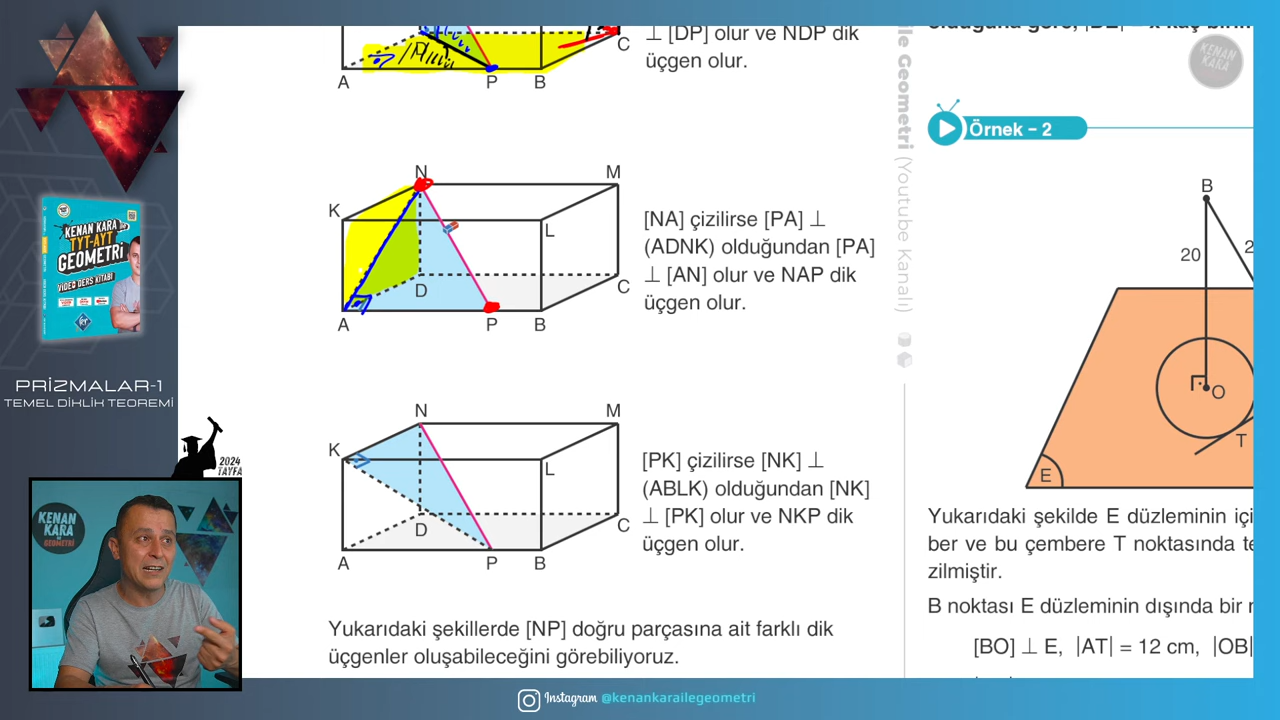 KENAN KARA
TYT-AYT
GEOMETRİ
VİDEO DERS KİTABI
PRİZMALAR-1
TEMEL DİKLİK TEOREMİ
2024
TAYFA
KENAN
KARA
GEOMETRİ
⊥ [DP] olur ve NDP dik
üçgen olur.
A
P
B
C
N
M
K
L
D
C
A
P
B
[NA] çizilirse [PA] ⊥
(ADNK) olduğundan [PA]
⊥ [AN] olur ve NAP dik
üçgen olur.
N
M
K
L
D
C
A
P
B
[PK] çizilirse [NK] ⊥
(ABLK) olduğundan [NK]
⊥ [PK] olur ve NKP dik
üçgen olur.
Yukarıdaki şekillerde [NP] doğru parçasına ait farklı dik
üçgenler oluşabileceğini görebiliyoruz.
ile Geometri (Youtube Kanalı)
KENAN
KARA
Örnek – 2
B
20
2
O
T
E
Yukarıdaki şekilde E düzleminin içi
ber ve bu çembere T noktasında te
zilmiştir.
B noktası E düzleminin dışında bir
[BO] ⊥ E, |AT| = 12 cm, |OB|
Instagram @kenankarailegeometri